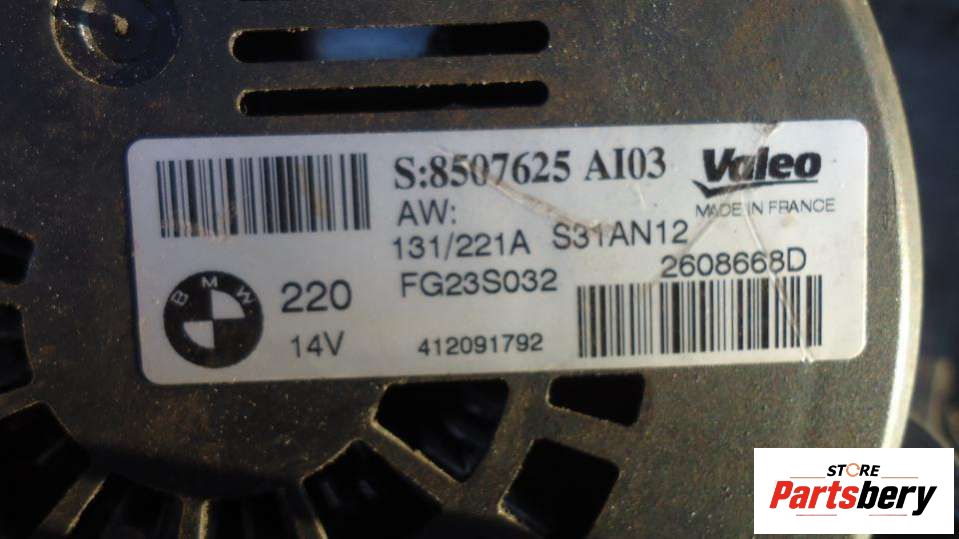 S:8507625 AI03
Valeo
MADE IN FRANCE
AW:
131/221A S31AN12
FG23S032
2608668D
BMW
220
14V
412091792
STORE
Partsbery